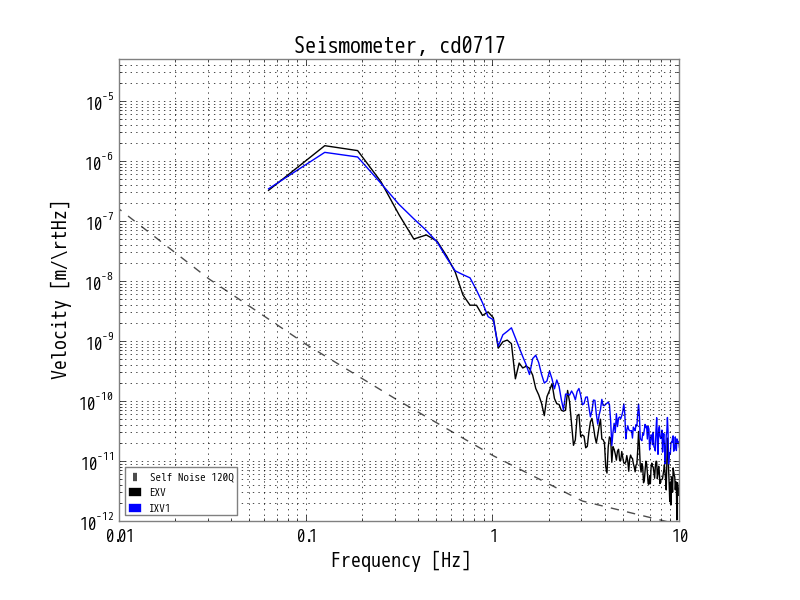 Seismometer, cd0717
Velocity [m/\rtHz]
10^-5
10^-6
10^-7
10^-8
10^-9
10^-10
10^-11
10^-12
Self Noise 120Q
EXV
IXV1
0.01 0.1 1 10
Frequency [Hz]